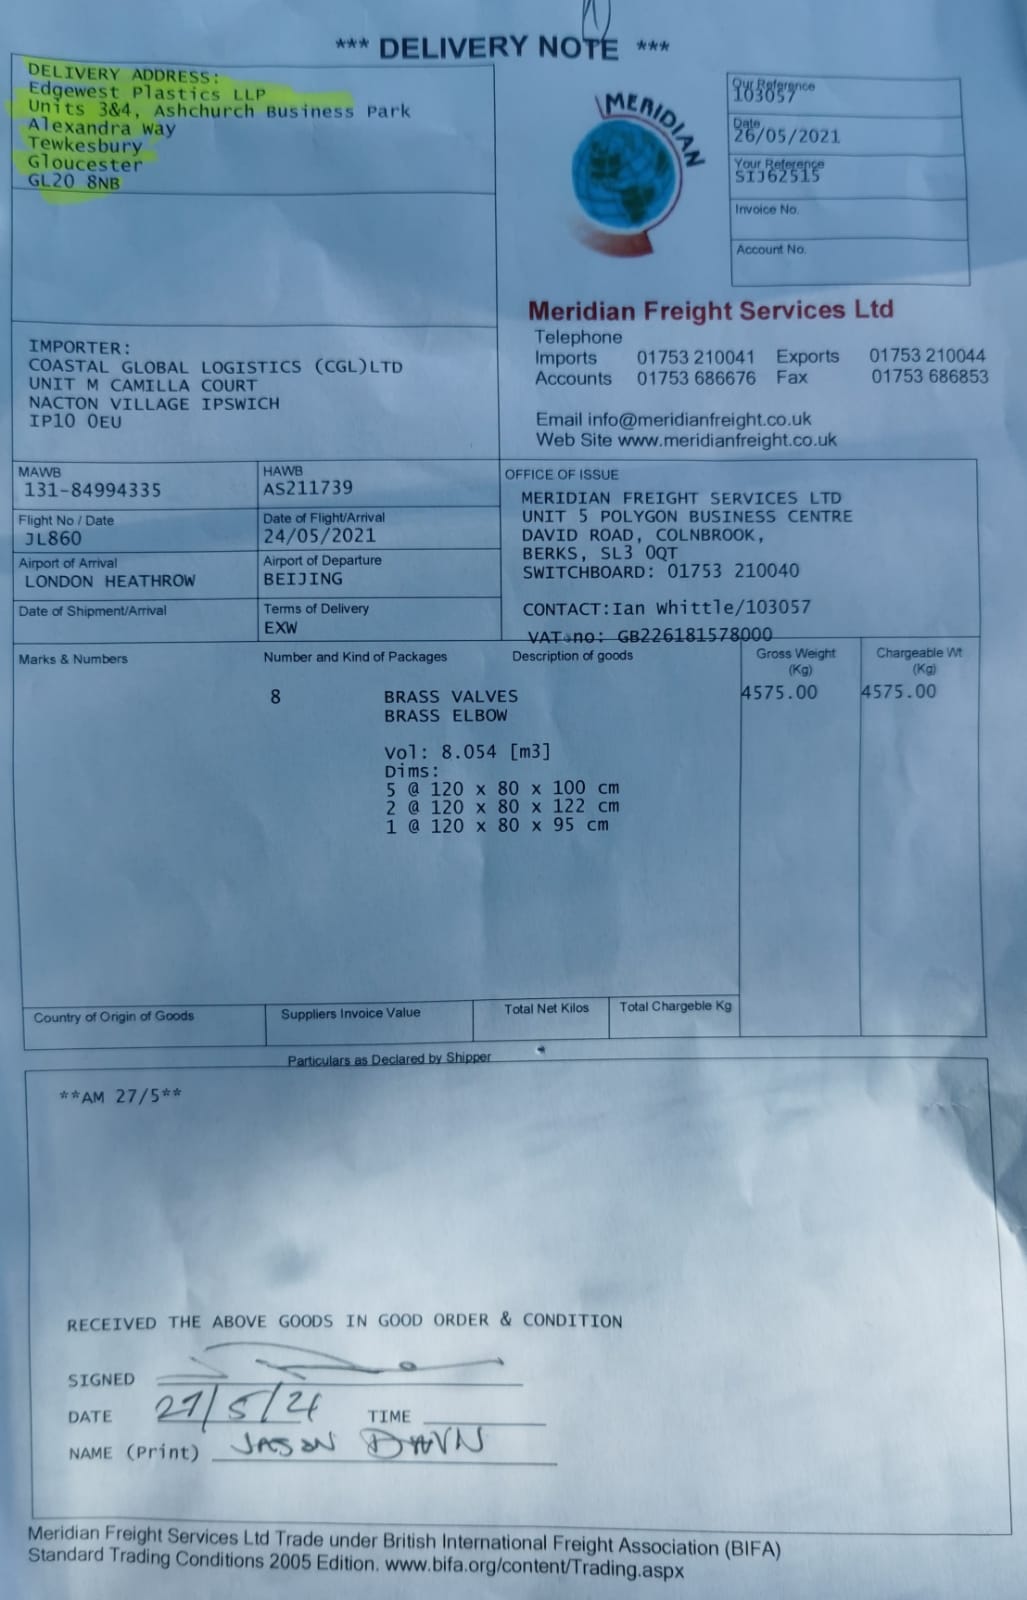 *** DELIVERY NOTE ***
DELIVERY ADDRESS:
Edgewest Plastics LLP
Units 3&4, Ashchurch Business Park
Alexandra Way
Tewkesbury
Gloucester
GL20 8NB
MERIDIAN
Our Reference
103057
Date
26/05/2021
Your Reference
SIJ62515
Invoice No.
Account No.
Meridian Freight Services Ltd
Telephone
Imports 01753 210041 Exports 01753 210044
Accounts 01753 686676 Fax 01753 686853
Email info@meridianfreight.co.uk
Web Site www.meridianfreight.co.uk
IMPORTER:
COASTAL GLOBAL LOGISTICS (CGL)LTD
UNIT M CAMILLA COURT
NACTON VILLAGE IPSWICH
IP10 0EU
MAWB
131-84994335
HAWB
AS211739
Flight No / Date
JL860
Date of Flight/Arrival
24/05/2021
Airport of Arrival
LONDON HEATHROW
Airport of Departure
BEIJING
Date of Shipment/Arrival
Terms of Delivery
EXW
OFFICE OF ISSUE
MERIDIAN FREIGHT SERVICES LTD
UNIT 5 POLYGON BUSINESS CENTRE
DAVID ROAD, COLNBROOK,
BERKS, SL3 0QT
SWITCHBOARD: 01753 210040
CONTACT:Ian Whittle/103057
VAT no: GB226181578000
Marks & Numbers Number and Kind of Packages Description of goods Gross Weight (Kg) Chargeable Wt (Kg)
8 BRASS VALVES 4575.00 4575.00
BRASS ELBOW
Vol: 8.054 [m3]
Dims:
5 @ 120 x 80 x 100 cm
2 @ 120 x 80 x 122 cm
1 @ 120 x 80 x 95 cm
Country of Origin of Goods Suppliers Invoice Value Total Net Kilos Total Chargeble Kg
Particulars as Declared by Shipper
**AM 27/5**
RECEIVED THE ABOVE GOODS IN GOOD ORDER & CONDITION
SIGNED
DATE 27/5/21 TIME
NAME (Print) JASON DAWN
Meridian Freight Services Ltd Trade under British International Freight Association (BIFA)
Standard Trading Conditions 2005 Edition. www.bifa.org/content/Trading.aspx